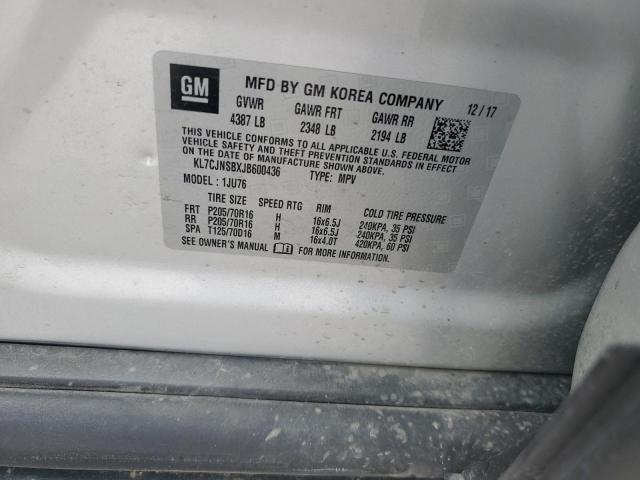 GM
MFD BY GM KOREA COMPANY 12/17
GVWR GAWR FRT GAWR RR
4387 LB 2348 LB 2194 LB
THIS VEHICLE CONFORMS TO ALL APPLICABLE U.S. FEDERAL MOTOR
VEHICLE SAFETY AND THEFT PREVENTION STANDARDS
IN EFFECT ON THE DATE OF MANUFACTURE SHOWN ABOVE.
KL7CJNSBXJB600436 TYPE: MPV
MODEL: 1JU76
TIRE SIZE SPEED RTG RIM COLD TIRE PRESSURE
FRT P205/70R16 H 16x6.5J 240KPA, 35 PSI
RR P205/70R16 H 16x6.5J 240KPA, 35 PSI
SPA T125/70D16 M 16x4.0T 420KPA, 60 PSI
SEE OWNER'S MANUAL FOR MORE INFORMATION.